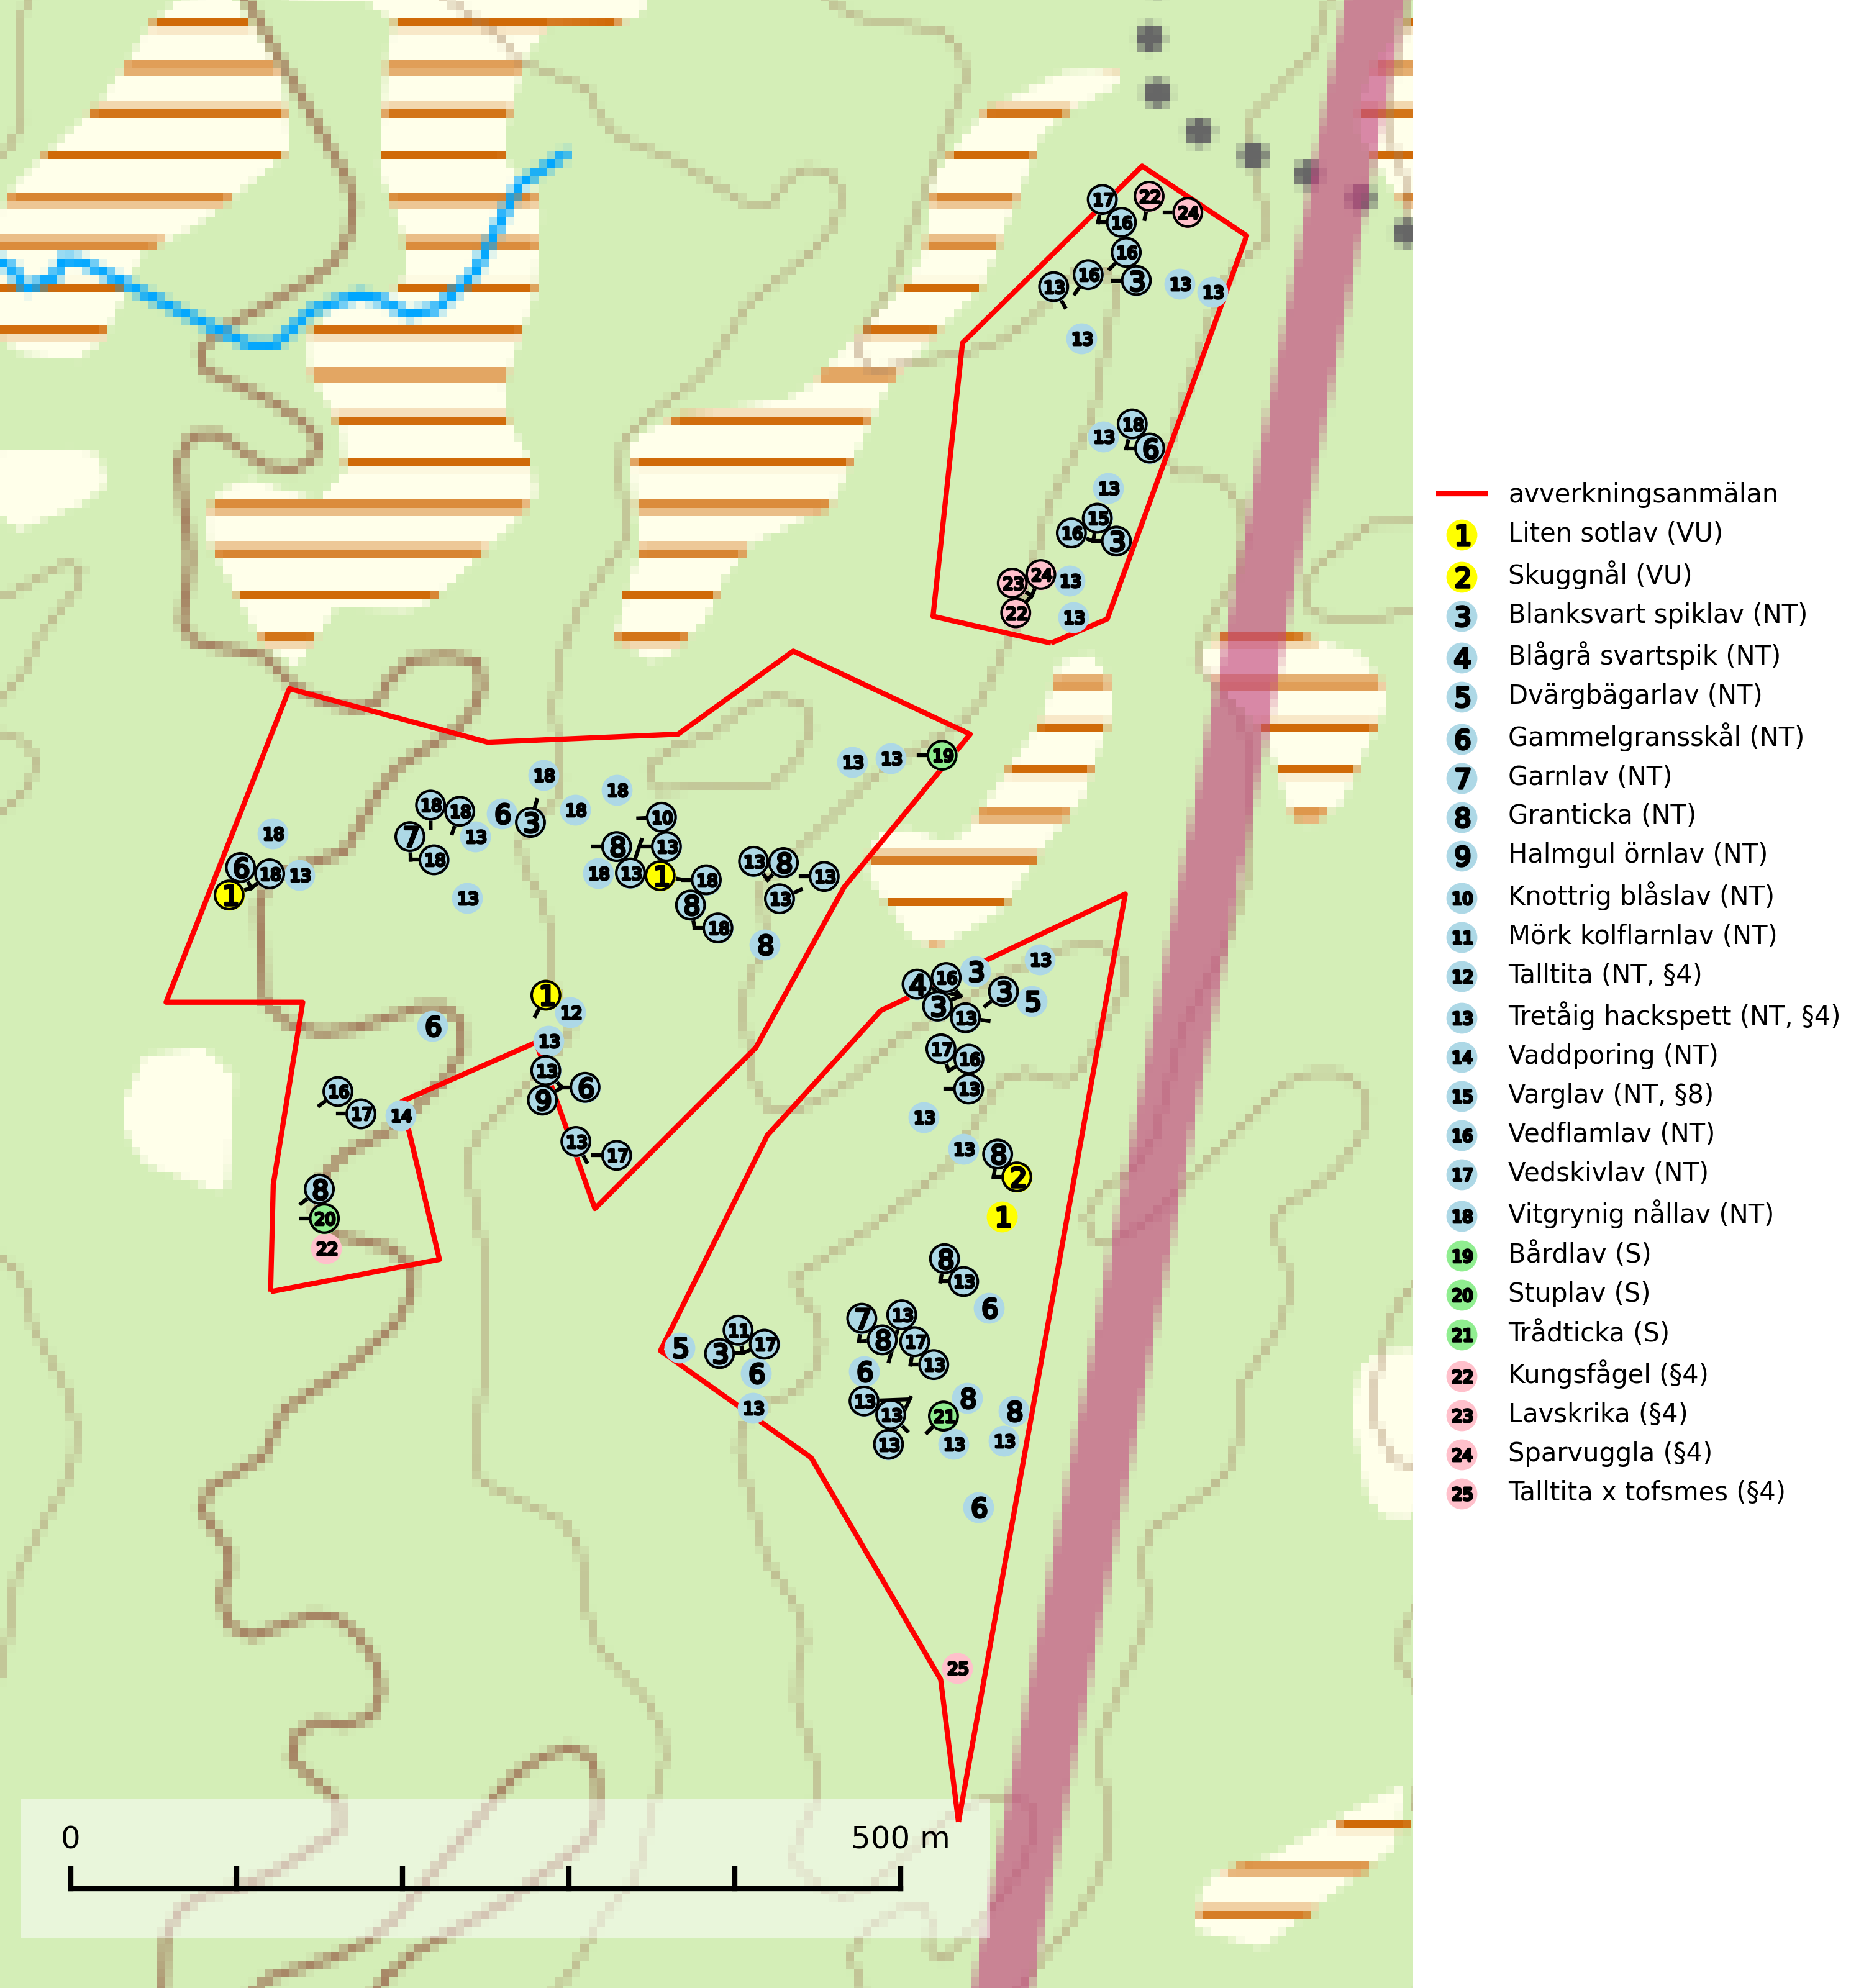 17 22 24
16
16
13 16 3 13 13
13
13 18 6
13
16 15 3
23 24 13
22 13
13 13 19
18 18 18
18 18 6 3 10
7 13 8 13
18
18
6 18 13
1
18 13 1 18
13 8 13
13
13
8
18
8
4 16 3 13
3 13 3 5
1 12
6
13
13 6
9
17 16
13
16 17 14
13
13 17
13 8
2
1
8
20
22
8
13
6
7 13
8 17
13
5 3 11 17
6
13
6
13 13
13
21 8 8
13 13
6
25
0 500 m
avverkningsanmälan
1 Liten sotlav (VU)
2 Skuggnål (VU)
3 Blanksvart spiklav (NT)
4 Blågrå svartspik (NT)
5 Dvärgbägarlav (NT)
6 Gammelgransskål (NT)
7 Garnlav (NT)
8 Granticka (NT)
9 Halmgul örnlav (NT)
10 Knottrig blåslav (NT)
11 Mörk kolflarnlav (NT)
12 Talltita (NT, §4)
13 Tretåig hackspett (NT, §4)
14 Vaddporing (NT)
15 Varglav (NT, §8)
16 Vedflamlav (NT)
17 Vedskivlav (NT)
18 Vitgrynig nållav (NT)
19 Bårdlav (S)
20 Stuplav (S)
21 Trådticka (S)
22 Kungsfågel (§4)
23 Lavskrika (§4)
24 Sparvuggla (§4)
25 Talltita x tofsmes (§4)